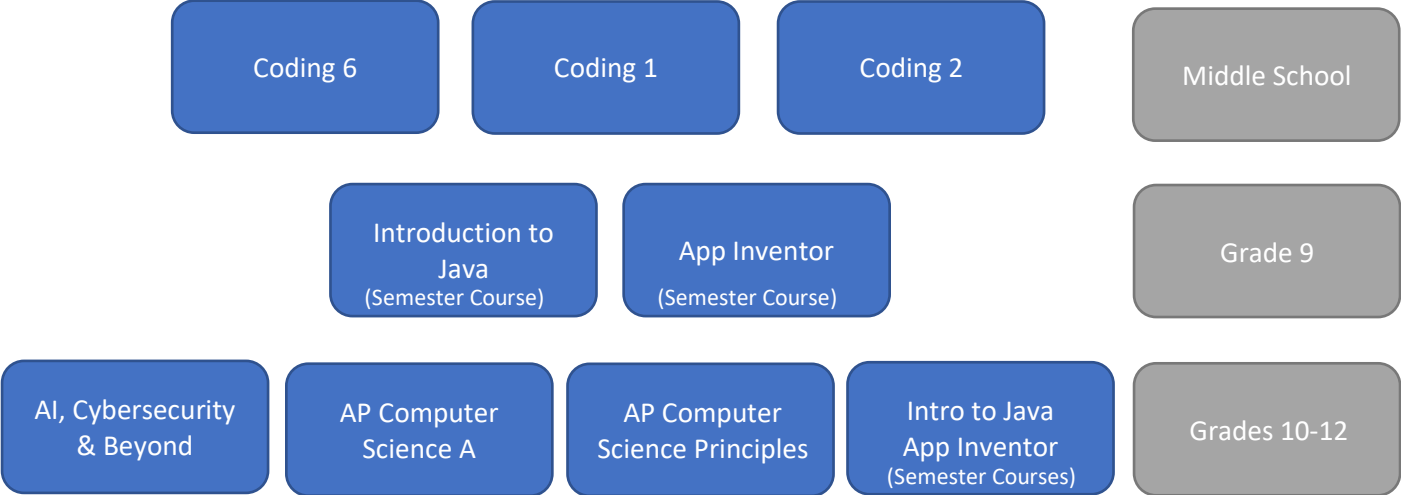 Coding 6
Coding 1
Coding 2
Middle School
Introduction to
Java
(Semester Course)
App Inventor
(Semester Course)
Grade 9
AI, Cybersecurity
& Beyond
AP Computer
Science A
AP Computer
Science Principles
Intro to Java
App Inventor
(Semester Courses)
Grades 10-12